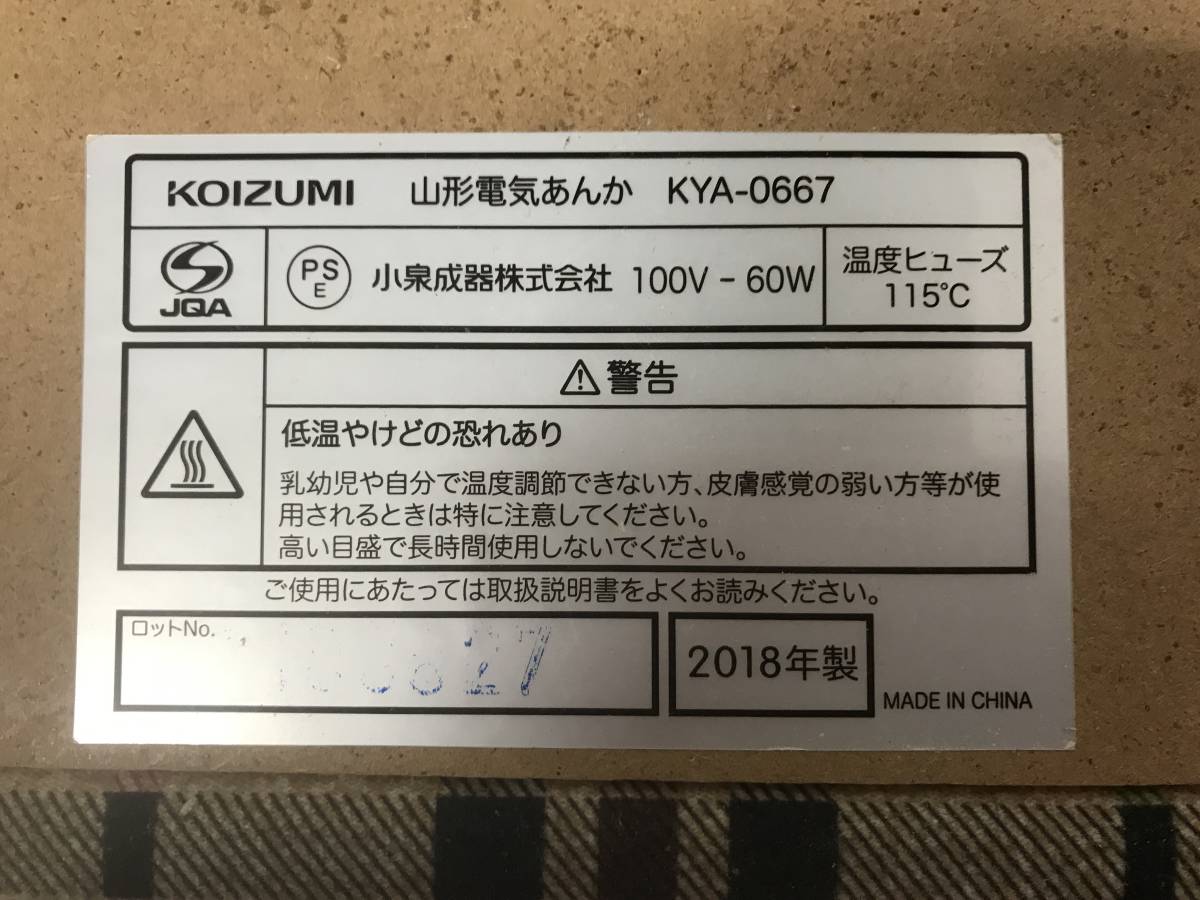 KOIZUMI 山形電気あんか KYA-0667
JQA
PS
E
小泉成器株式会社 100V - 60W
温度ヒューズ
115℃
警告
低温やけどの恐れあり
乳幼児や自分で温度調節できない方、皮膚感覚の弱い方等が使
用されるときは特に注意してください。
高い目盛で長時間使用しないでください。
ご使用にあたっては取扱説明書をよくお読みください。
ロットNo.
2018年製
MADE IN CHINA